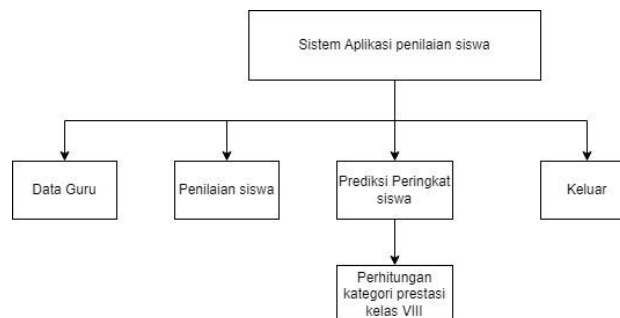 Sistem Aplikasi penilaian siswa
Data Guru
Penilaian siswa
Prediksi Peringkat
siswa
Keluar
Perhitungan
kategori prestasi
kelas VIII